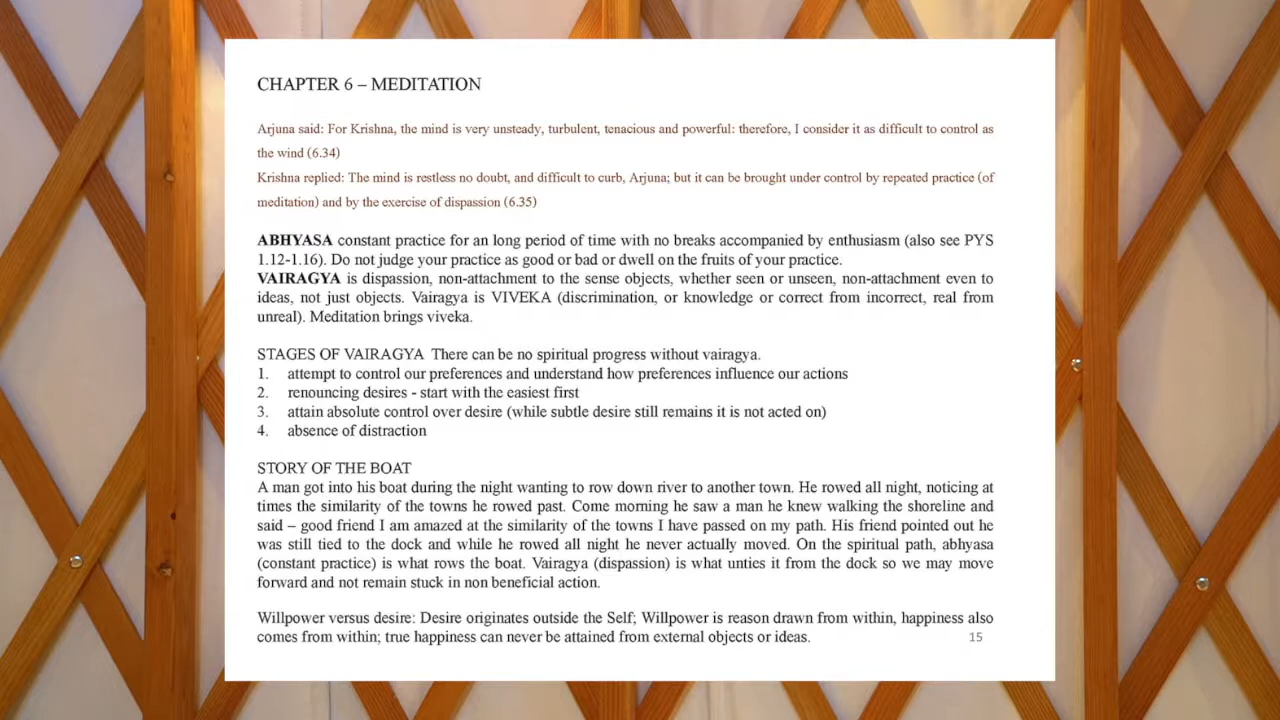 CHAPTER 6 – MEDITATION
Arjuna said: For Krishna, the mind is very unsteady, turbulent, tenacious and powerful: therefore, I consider it as difficult to control as
the wind (6.34)
Krishna replied: The mind is restless no doubt, and difficult to curb, Arjuna; but it can be brought under control by repeated practice (of
meditation) and by the exercise of dispassion (6.35)
ABHYASA constant practice for an long period of time with no breaks accompanied by enthusiasm (also see PYS
1.12-1.16). Do not judge your practice as good or bad or dwell on the fruits of your practice.
VAIRAGYA is dispassion, non-attachment to the sense objects, whether seen or unseen, non-attachment even to
ideas, not just objects. Vairagya is VIVEKA (discrimination, or knowledge or correct from incorrect, real from
unreal). Meditation brings viveka.
STAGES OF VAIRAGYA There can be no spiritual progress without vairagya.
1. attempt to control our preferences and understand how preferences influence our actions
2. renouncing desires - start with the easiest first
3. attain absolute control over desire (while subtle desire still remains it is not acted on)
4. absence of distraction
STORY OF THE BOAT
A man got into his boat during the night wanting to row down river to another town. He rowed all night, noticing at
times the similarity of the towns he rowed past. Come morning he saw a man he knew walking the shoreline and
said – good friend I am amazed at the similarity of the towns I have passed on my path. His friend pointed out he
was still tied to the dock and while he rowed all night he never actually moved. On the spiritual path, abhyasa
(constant practice) is what rows the boat. Vairagya (dispassion) is what unties it from the dock so we may move
forward and not remain stuck in non beneficial action.
Willpower versus desire: Desire originates outside the Self; Willpower is reason drawn from within, happiness also
comes from within; true happiness can never be attained from external objects or ideas.
15